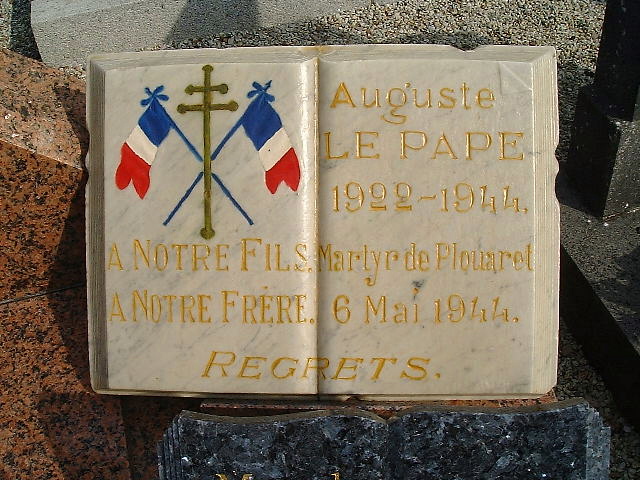 A NOTRE FILS.
A NOTRE FRÈRE.
Auguste
LE PAPE
1922-1944.
Martyr de Plouaret
6 Mai 1944.
REGRETS.